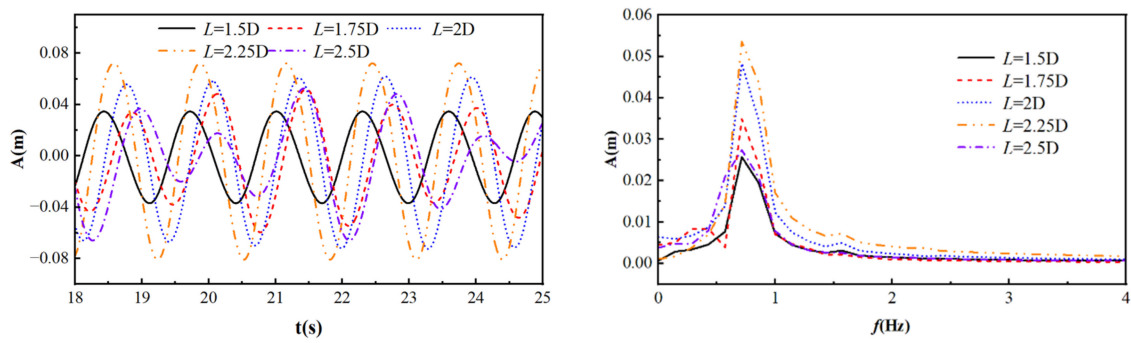 L=1.5D L=1.75D L=2D
L=2.25D L=2.5D
A(m)
0.08
0.04
0.00
−0.04
−0.08
18 19 20 21 22 23 24 25
t(s)
A(m)
0.06
0.05
0.04
0.03
0.02
0.01
0.00
L=1.5D
L=1.75D
L=2D
L=2.25D
L=2.5D
0 1 2 3 4
f(Hz)